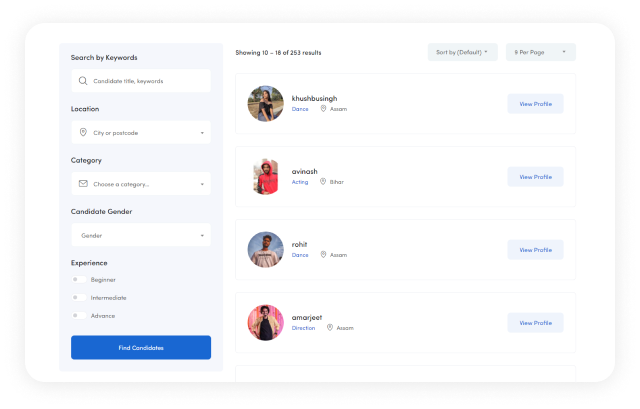 Search by Keywords
Candidate title, keywords
Location
City or postcode
Category
Choose a category...
Candidate Gender
Gender
Experience
Beginner
Intermediate
Advance
Find Candidates
Showing 10 – 18 of 253 results
Sort by (Default)
9 Per Page
khushbusingh
Dance Assam
View Profile
avinash
Acting Bihar
View Profile
rohit
Dance Assam
View Profile
amarjeet
Direction Assam
View Profile